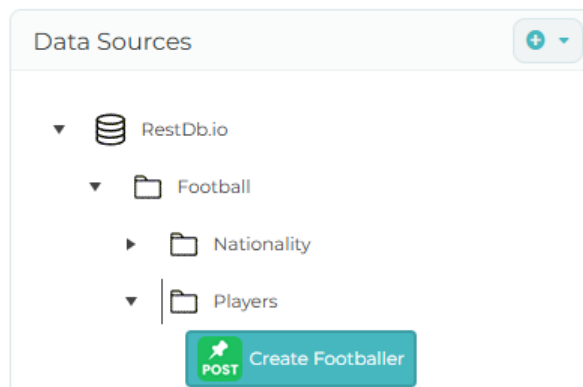 Data Sources
RestDb.io
Football
Nationality
Players
POST Create Footballer